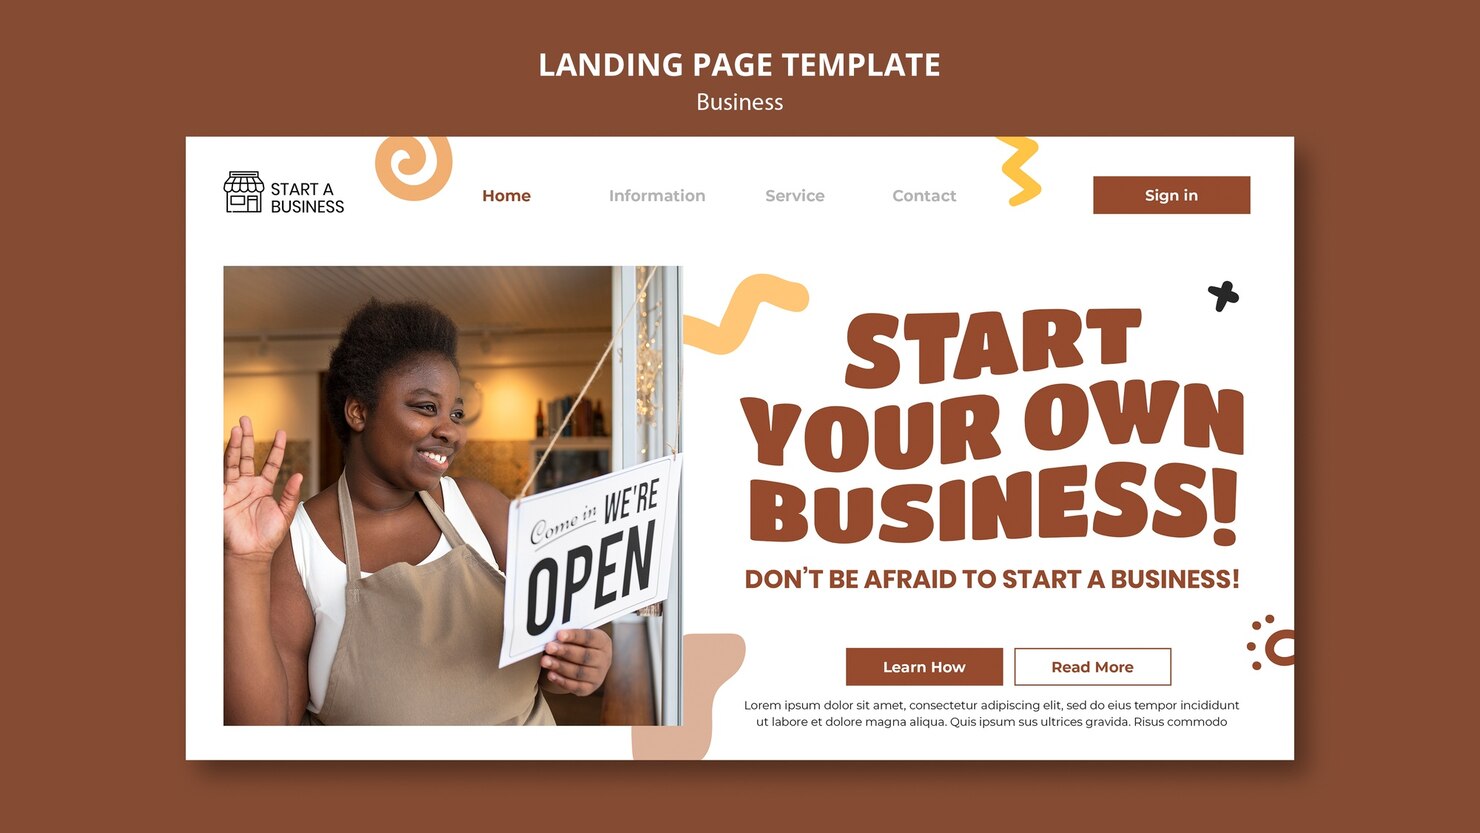 LANDING PAGE TEMPLATE
Business
START A
BUSINESS
Home
Information
Service
Contact
Sign in
Come in WE'RE
OPEN
START
YOUR OWN
BUSINESS!
DON'T BE AFRAID TO START A BUSINESS!
Learn How
Read More
Lorem ipsum dolor sit amet, consectetur adipiscing elit, sed do eius tempor incididunt
ut labore et dolore magna aliqua. Quis ipsum sus ultrices gravida. Risus commodo